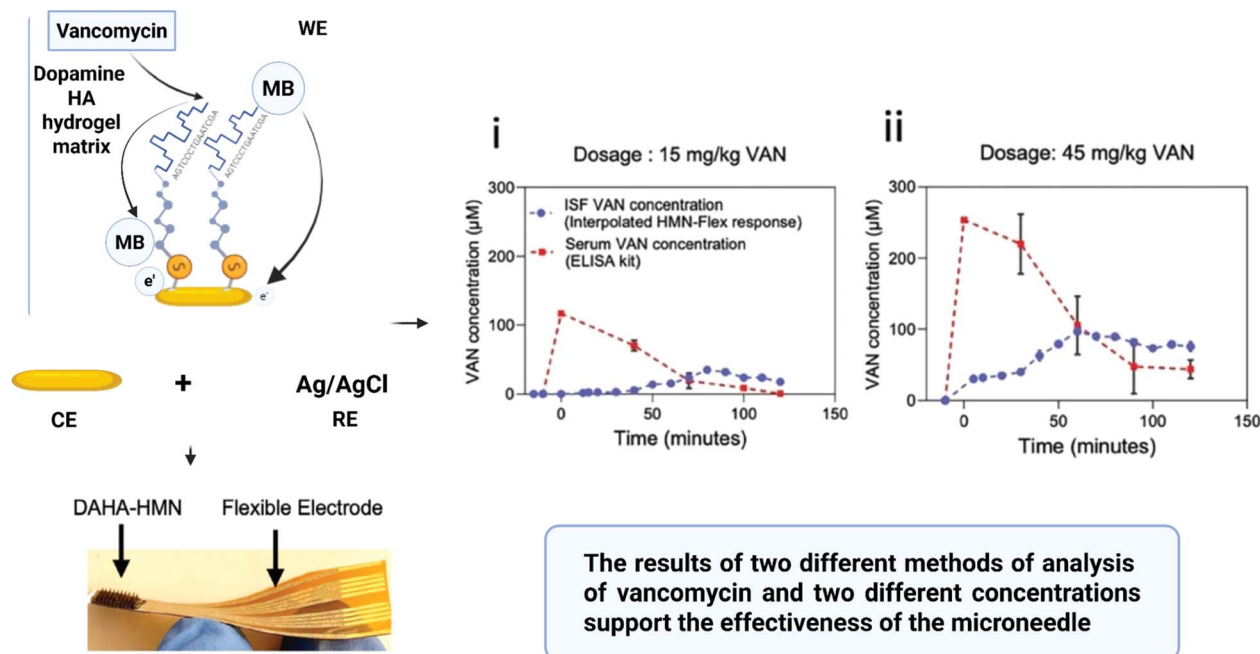 Vancomycin
WE
Dopamine
HA
hydrogel
matrix
MB
AGTCCCTGAATCGA
AGTCCCTGAATCGA
MB
S
S
e'
e'
CE
+
Ag/AgCl
RE
DAHA-HMN
Flexible Electrode
i
Dosage : 15 mg/kg VAN
VAN concentration (µM)
300
200
100
0
ISF VAN concentration
(Interpolated HMN-Flex response)
Serum VAN concentration
(ELISA kit)
0
50
100
150
Time (minutes)
ii
Dosage: 45 mg/kg VAN
VAN concentration (µM)
300
200
100
0
0
50
100
150
Time (minutes)
The results of two different methods of analysis
of vancomycin and two different concentrations
support the effectiveness of the microneedle